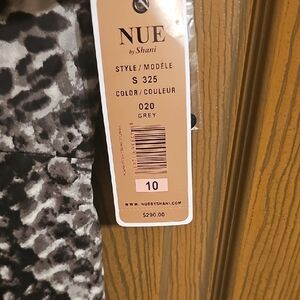 NUE
by Shani
STYLE / MODÈLE
S 325
COLOR / COULEUR
020
GREY
10
WWW. NUEBYSHANI.COM
$290.00